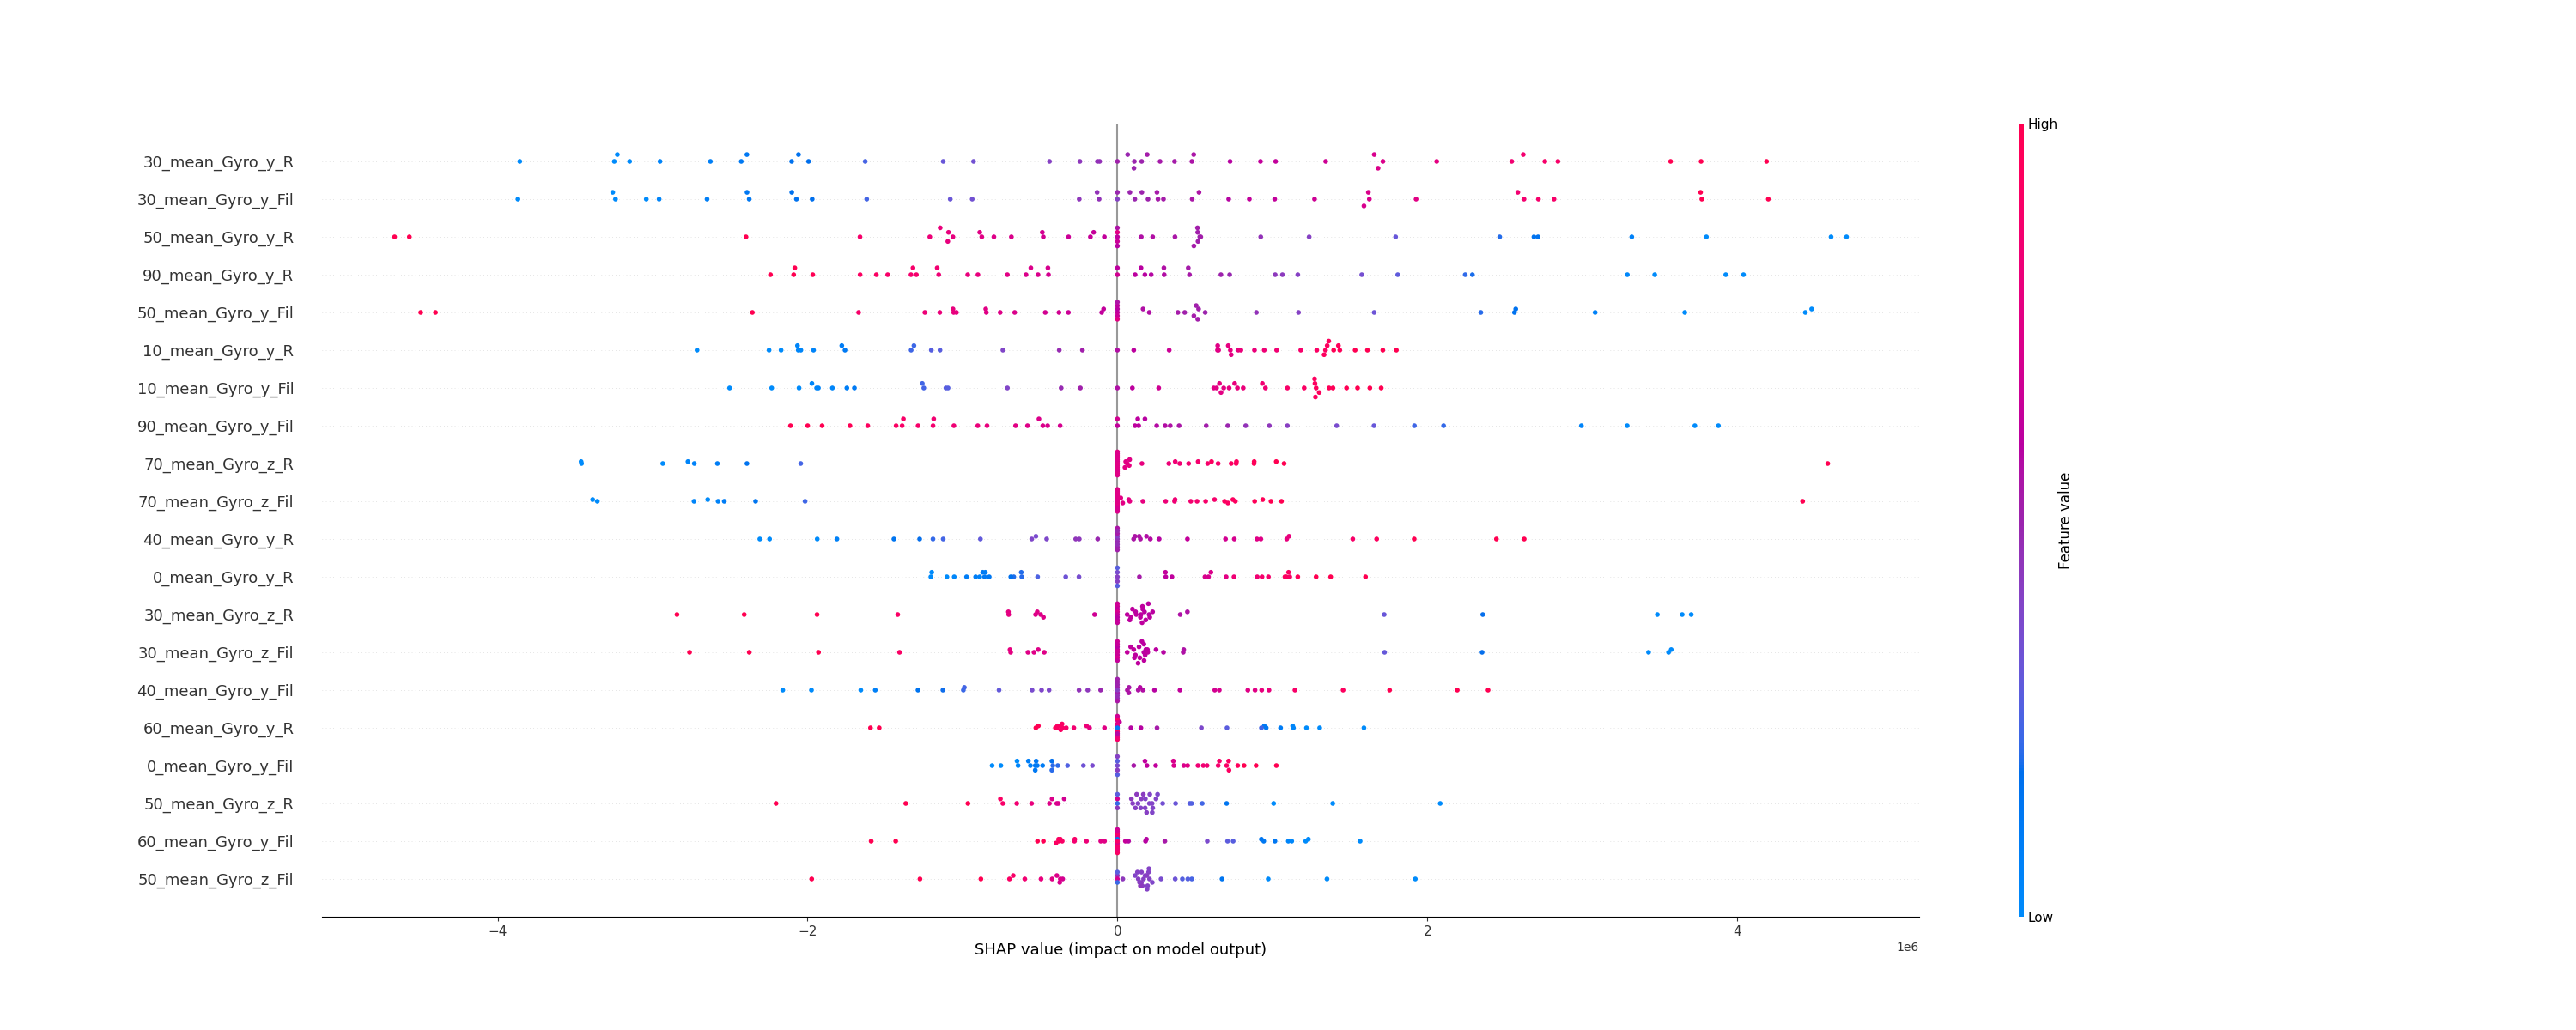 High
30_mean_Gyro_y_R
30_mean_Gyro_y_Fil
50_mean_Gyro_y_R
90_mean_Gyro_y_R
50_mean_Gyro_y_Fil
10_mean_Gyro_y_R
10_mean_Gyro_y_Fil
90_mean_Gyro_y_Fil
70_mean_Gyro_z_R
70_mean_Gyro_z_Fil
40_mean_Gyro_y_R
0_mean_Gyro_y_R
30_mean_Gyro_z_R
30_mean_Gyro_z_Fil
40_mean_Gyro_y_Fil
60_mean_Gyro_y_R
0_mean_Gyro_y_Fil
50_mean_Gyro_z_R
60_mean_Gyro_y_Fil
50_mean_Gyro_z_Fil
Feature value
Low
−4 −2 0 2 4
1e6
SHAP value (impact on model output)